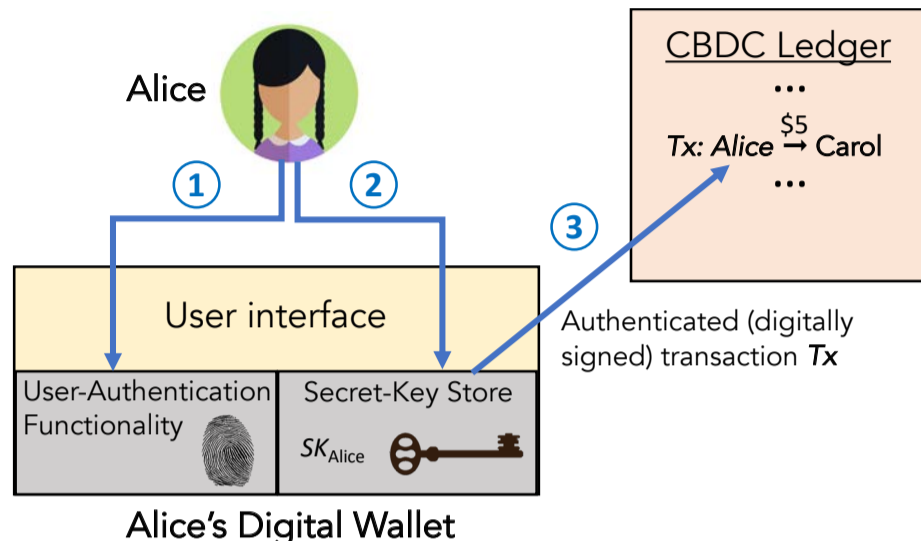 Alice
CBDC Ledger
...
$5
Tx: Alice → Carol
...
1
2
3
User interface
Authenticated (digitally
signed) transaction Tx
User-Authentication
Functionality
Secret-Key Store
SKAlice
Alice's Digital Wallet